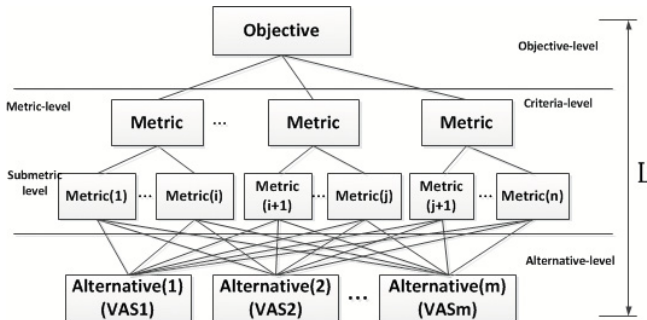 Objective
Objective-level
Metric-level
Criteria-level
Metric
...
Metric
Metric
Submetric
level
Metric(1)
...
Metric(i)
Metric
(i+1)
...
Metric(j)
Metric
(j+1)
...
Metric(n)
L
Alternative-level
Alternative(1)
(VAS1)
Alternative(2)
(VAS2)
...
Alternative(m)
(VASm)